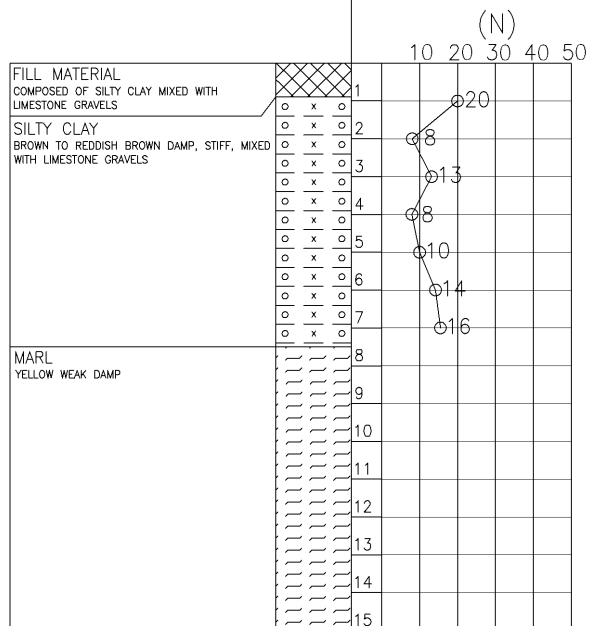 (N)
10 20 30 40 50
FILL MATERIAL
COMPOSED OF SILTY CLAY MIXED WITH
LIMESTONE GRAVELS
1
20
SILTY CLAY
BROWN TO REDDISH BROWN DAMP, STIFF, MIXED
WITH LIMESTONE GRAVELS
2
8
3
13
4
8
5
10
6
14
7
16
MARL
YELLOW WEAK DAMP
8
9
10
11
12
13
14
15